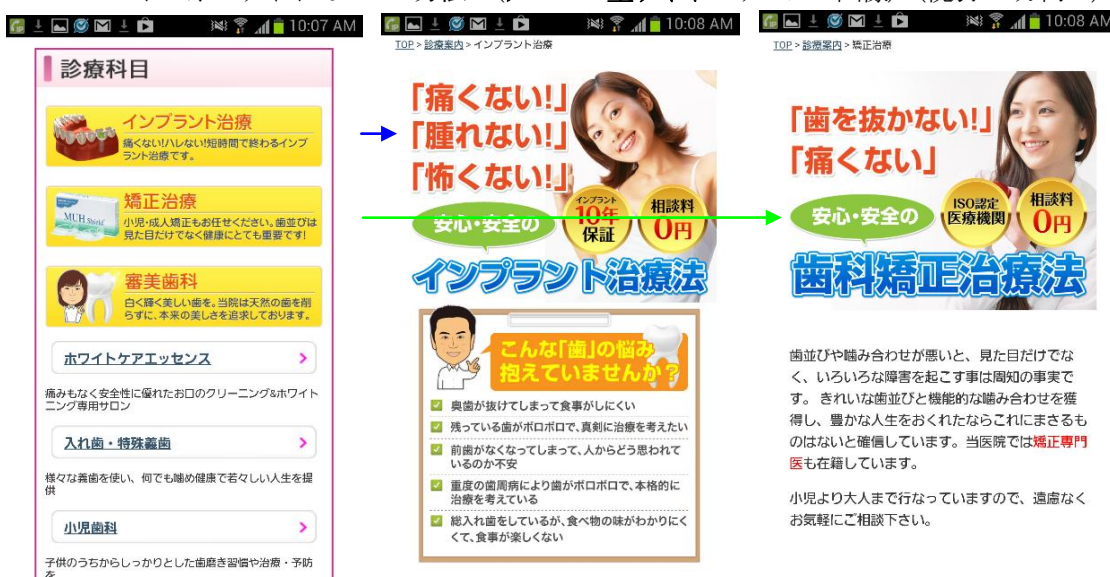 10:07 AM
診療科目
インプラント治療
痛くない!ハレない!短時間で終わるインプ
ラント治療です。
MUH Shield
矯正治療
小児・成人矯正もお任せください。歯並びは
見た目だけでなく健康にとても重要です!
審美歯科
白く輝く美しい歯を。当院は天然の歯を削
らずに、本来の美しさを追求しております。
ホワイトケアエッセンス
痛みもなく安全性に優れたお口のクリーニング&ホワイト
ニング専用サロン
入れ歯・特殊義歯
様々な義歯を使い、何でも噛め健康で若々しい人生を提
供
小児歯科
子供のうちからしっかりとした歯磨き習慣や治療・予防
を
10:08 AM
TOP > 診療案内 > インプラント治療
「痛くない!」
「腫れない!」
「怖くない!」
安心・安全の
インプラント
10年
保証
相談料
0円
インプラント治療法
こんな「歯」の悩み
抱えていませんか?
奥歯が抜けてしまって食事がしにくい
残っている歯がボロボロで、真剣に治療を考えたい
前歯がなくなってしまって、人からどう思われて
いるのか不安
重度の歯周病により歯がボロボロで、本格的に
治療を考えている
総入れ歯をしているが、食べ物の味がわかりにく
くて、食事が楽しくない
10:08 AM
TOP > 診療案内 > 矯正治療
「歯を抜かない!」
「痛くない」
安心・安全の
ISO認定
医療機関
相談料
0円
歯科矯正治療法
歯並びや噛み合わせが悪いと、見た目だけでな
く、いろいろな障害を起こす事は周知の事実で
す。 きれいな歯並びと機能的な噛み合わせを獲
得し、豊かな人生をおくれたならこれにまさるも
のはないと確信しています。当医院では矯正専門
医も在籍しています。
小児より大人まで行なっていますので、遠慮なく
お気軽にご相談下さい。